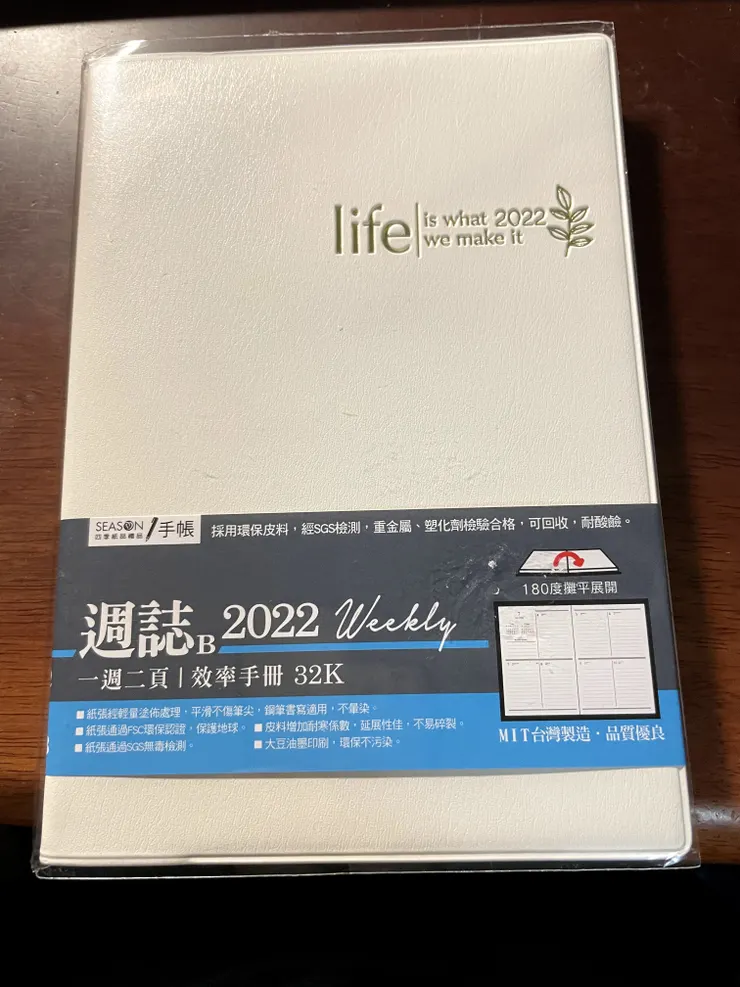 life
is what 2022
we make it
SEASON
四季紙品禮品
手帳
採用環保皮料,經SGS檢測,重金屬、塑化劑檢驗合格,可回收,耐酸鹼。
180度攤平展開
週誌B 2022 Weekly
一週二頁|效率手冊 32K
■紙張經輕量塗佈處理,平滑不傷筆尖,鋼筆書寫適用,不暈染。
■紙張通過FSC環保認證,保護地球。 ■皮料增加耐寒係數,延展性佳,不易碎裂。
■紙張通過SGS無毒檢測。 ■大豆油墨印刷,環保不污染。
MIT台灣製造.品質優良